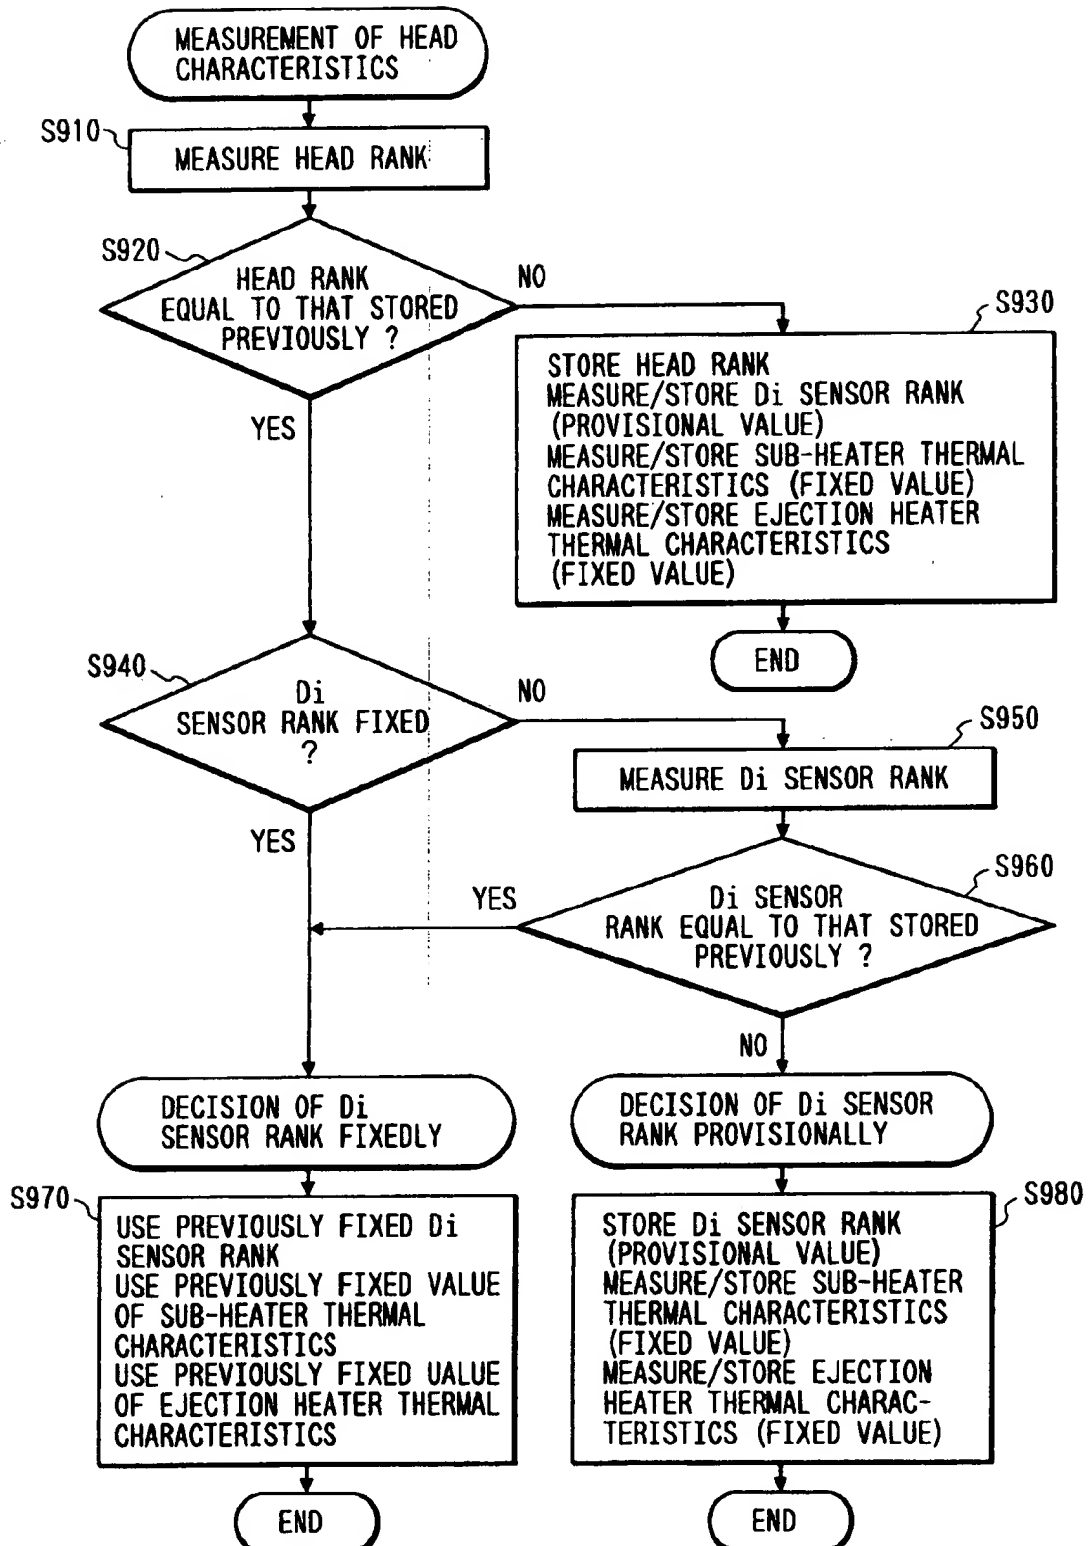 MEASUREMENT OF HEAD
CHARACTERISTICS
S910
MEASURE HEAD RANK
S920
HEAD RANK
EQUAL TO THAT STORED
PREVIOUSLY ?
NO
YES
S930
STORE HEAD RANK
MEASURE/STORE Di SENSOR RANK
(PROVISIONAL VALUE)
MEASURE/STORE SUB-HEATER THERMAL
CHARACTERISTICS (FIXED VALUE)
MEASURE/STORE EJECTION HEATER
THERMAL CHARACTERISTICS
(FIXED VALUE)
END
S940
Di
SENSOR RANK FIXED
?
NO
YES
S950
MEASURE Di SENSOR RANK
S960
Di SENSOR
RANK EQUAL TO THAT STORED
PREVIOUSLY ?
YES
NO
DECISION OF Di
SENSOR RANK FIXEDLY
DECISION OF Di SENSOR
RANK PROVISIONALLY
S970
USE PREVIOUSLY FIXED Di
SENSOR RANK
USE PREVIOUSLY FIXED VALUE
OF SUB-HEATER THERMAL
CHARACTERISTICS
USE PREVIOUSLY FIXED UALUE
OF EJECTION HEATER THERMAL
CHARACTERISTICS
END
S980
STORE Di SENSOR RANK
(PROVISIONAL VALUE)
MEASURE/STORE SUB-HEATER
THERMAL CHARACTERISTICS
(FIXED VALUE)
MEASURE/STORE EJECTION
HEATER THERMAL CHARAC-
TERISTICS (FIXED VALUE)
END